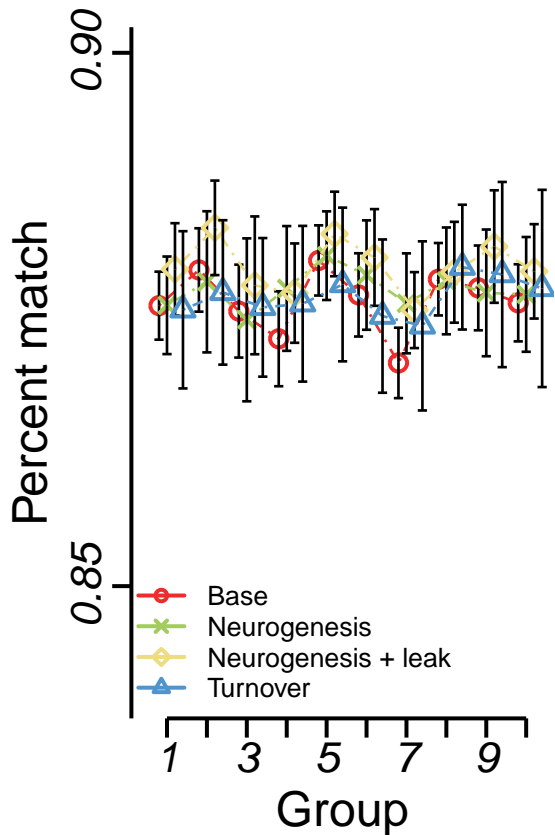 0.90
0.85
Percent match
Base
Neurogenesis
Neurogenesis + leak
Turnover
1 3 5 7 9
Group